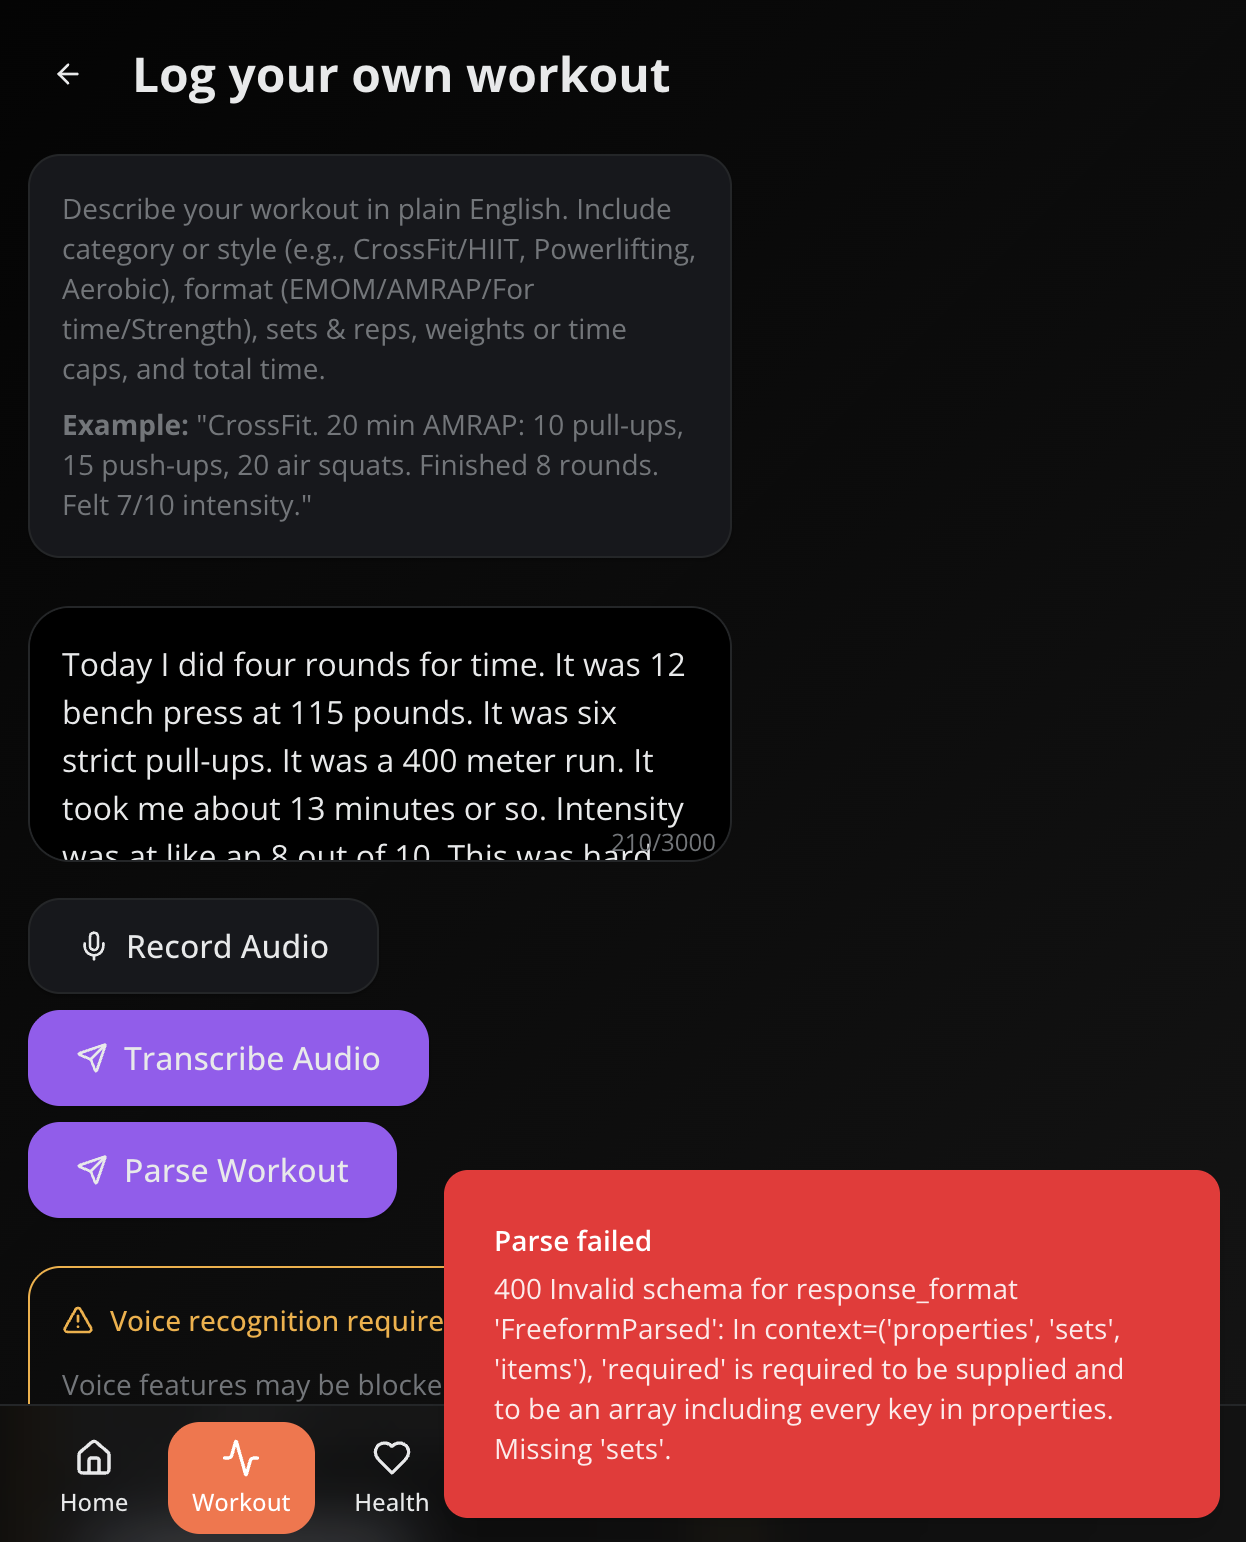 Log your own workout
Describe your workout in plain English. Include
category or style (e.g., CrossFit/HIIT, Powerlifting,
Aerobic), format (EMOM/AMRAP/For
time/Strength), sets & reps, weights or time
caps, and total time.
Example: "CrossFit. 20 min AMRAP: 10 pull-ups,
15 push-ups, 20 air squats. Finished 8 rounds.
Felt 7/10 intensity."
Today I did four rounds for time. It was 12
bench press at 115 pounds. It was six
strict pull-ups. It was a 400 meter run. It
took me about 13 minutes or so. Intensity
was at like an 8 out of 10. This was hard
210/3000
Record Audio
Transcribe Audio
Parse Workout
Voice recognition require
Voice features may be blocke
Parse failed
400 Invalid schema for response_format
'FreeformParsed': In context=('properties', 'sets',
'items'), 'required' is required to be supplied and
to be an array including every key in properties.
Missing 'sets'.
Home
Workout
Health